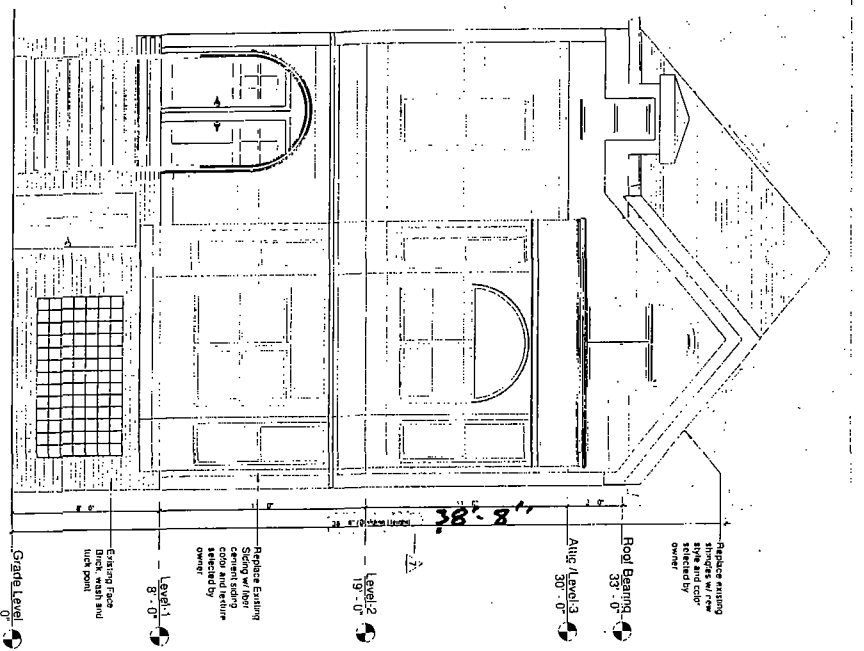 Replace existing
shingles w/ new
style and color
selected by
owner
Roof Bearing
33' - 0"
Attic /Level-3
30' - 0"
38'- 8"
Level-2
19' - 0"
Replace Existing
Siding w/ fiber
cement siding
color and texture
selected by
owner
Level-1
8' - 0"
8' - 0"
Existing Face
Brick, wash and
tuck point
Grade Level
0"